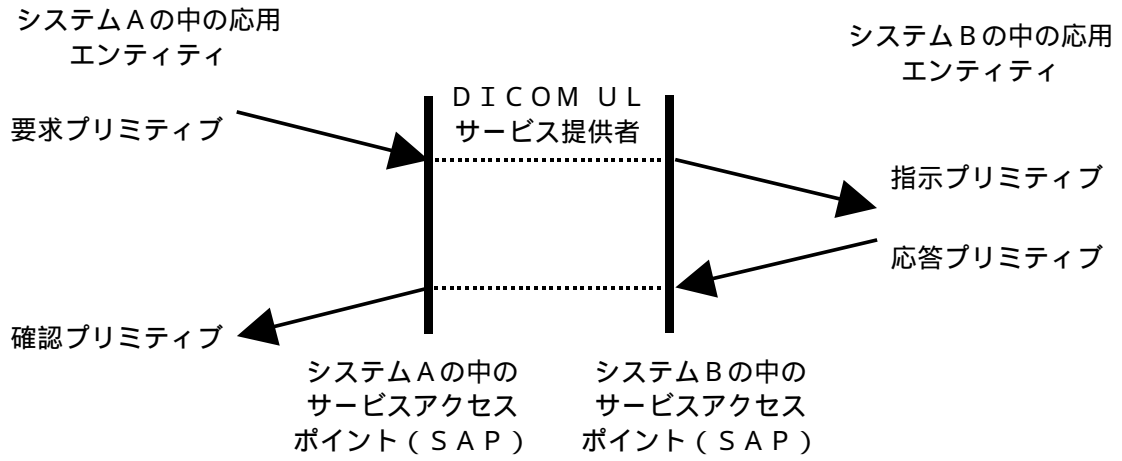 システムAの中の応用
エンティティ
システムBの中の応用
エンティティ
DICOM UL
サービス提供者
要求プリミティブ
指示プリミティブ
応答プリミティブ
確認プリミティブ
システムAの中の
サービスアクセス
ポイント(SAP)
システムBの中の
サービスアクセス
ポイント(SAP)